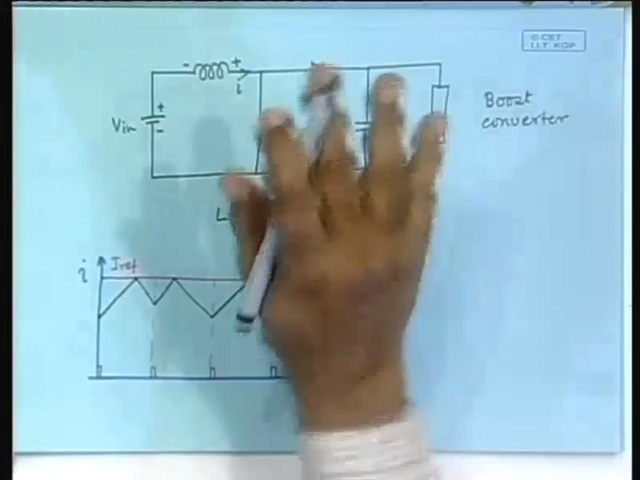 © CET
I.I.T. KGP
- +
i
+
Vin
-
Boost
converter
L
i Iref